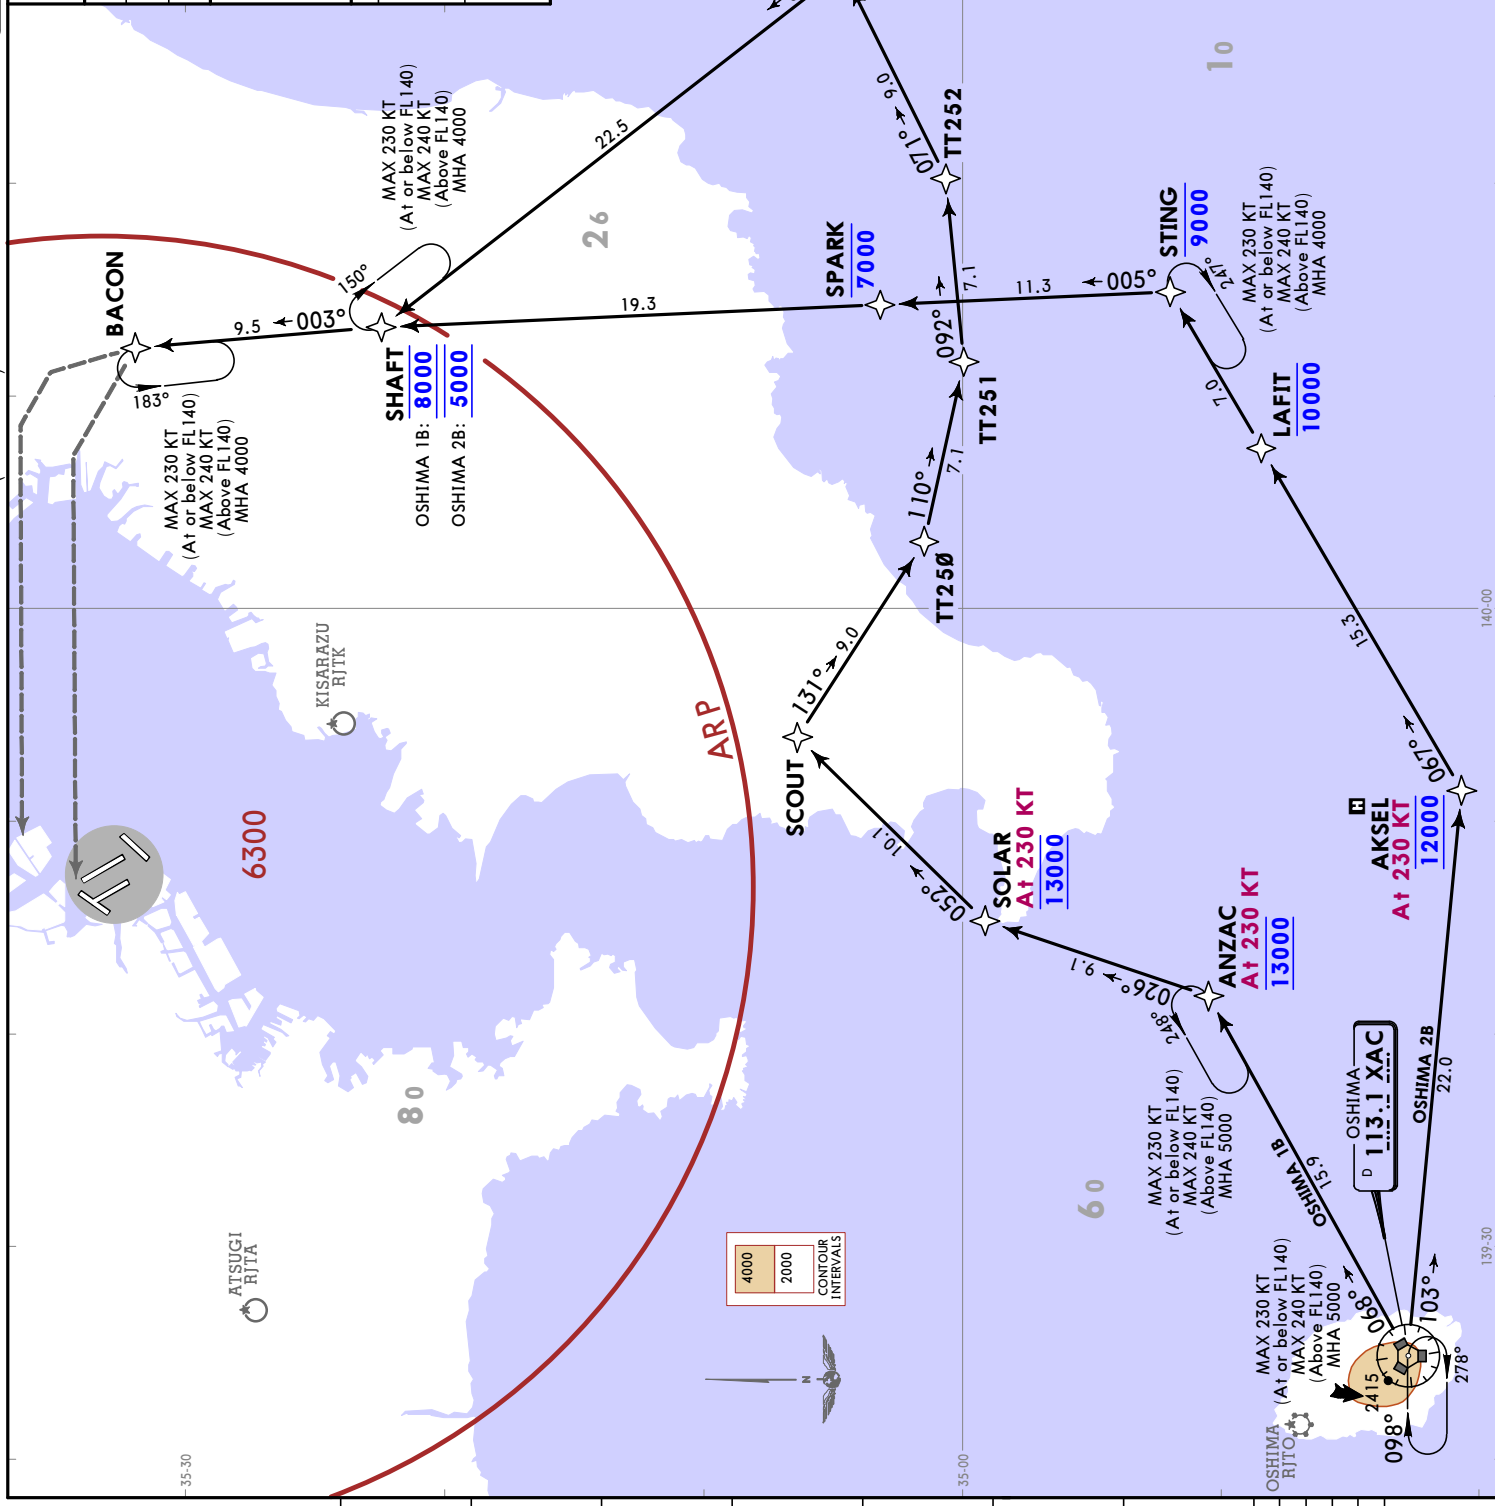 BACON
9.5
003°
183°
MAX 230 KT
(At or below FL140)
MAX 240 KT
(Above FL140)
MHA 4000
MAX 230 KT
(At or below FL140)
MAX 240 KT
(Above FL140)
MHA 4000
150°
SHAFT
OSHIMA 1B: 8000
OSHIMA 2B: 5000
22.5
26
19.3
SPARK
7000
11.3
005°
9.0
071°
TT252
10
7.1
092°
TT251
7.1
110°
TT25Ø
9.0
131°
SCOUT
10.1
052°
SOLAR
At 230 KT
13000
9.1
026°
ANZAC
At 230 KT
13000
248°
MAX 230 KT
(At or below FL140)
MAX 240 KT
(Above FL140)
MHA 5000
STING
9000
247°
MAX 230 KT
(At or below FL140)
MAX 240 KT
(Above FL140)
MHA 4000
7.0
LAFIT
10000
15.3
067°
H
AKSEL
At 230 KT
12000
OSHIMA 2B
22.0
103°
OSHIMA 1B
15.9
068°
OSHIMA
D 113.1 XAC
MAX 230 KT
(At or below FL140)
MAX 240 KT
(Above FL140)
MHA 5000
2415
098°
278°
OSHIMA
RJTO
KISARAZU
RJTK
ATSUGI
RJTA
6300
ARP
80
60
4000
2000
CONTOUR
INTERVALS
N
35-30
35-00
140-00
139-30